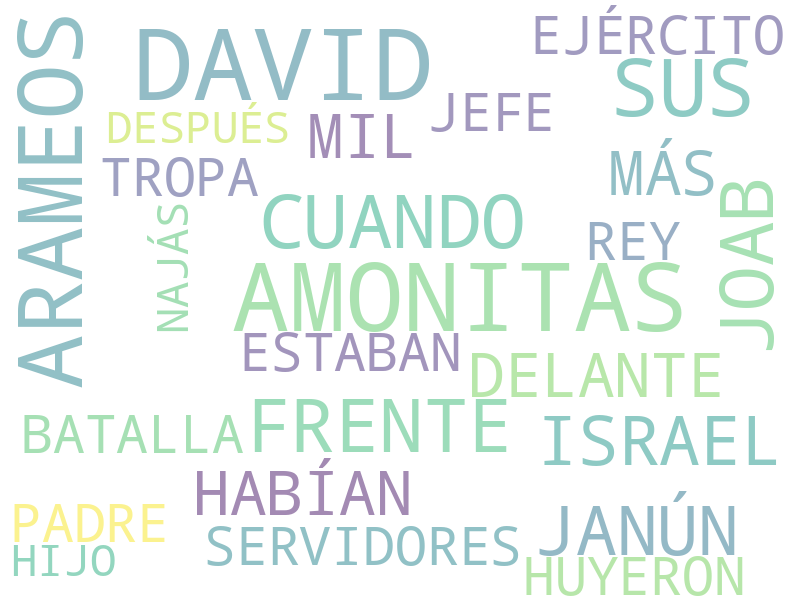 ARAMEOS
DAVID
EJÉRCITO
SUS
JEFE
DESPUÉS
MIL
TROPA
MÁS
CUANDO
JOAB
NAJÁS
REY
AMONITAS
ESTABAN
DELANTE
FRENTE
BATALLA
ISRAEL
HABÍAN
PADRE
JANÚN
SERVIDORES
HIJO
HUYERON